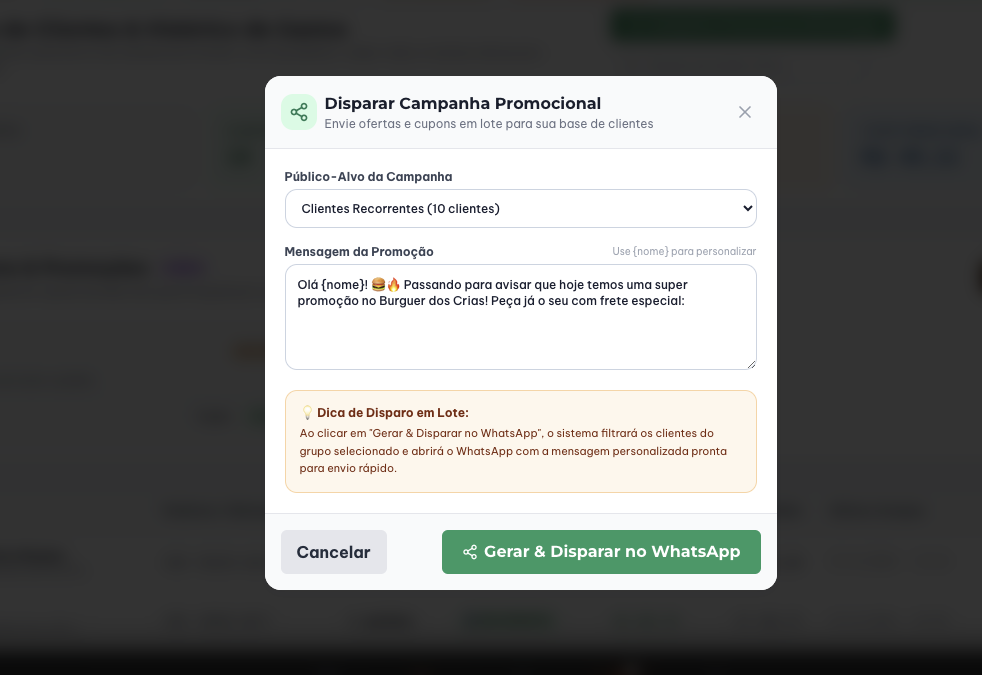 Disparar Campanha Promocional
Envie ofertas e cupons em lote para sua base de clientes
Público-Alvo da Campanha
Clientes Recorrentes (10 clientes)
Mensagem da Promoção
Use {nome} para personalizar
Olá {nome}! 🍔🔥 Passando para avisar que hoje temos uma super
promoção no Burguer dos Crias! Peça já o seu com frete especial:
💡 Dica de Disparo em Lote:
Ao clicar em "Gerar & Disparar no WhatsApp", o sistema filtrará os clientes do
grupo selecionado e abrirá o WhatsApp com a mensagem personalizada pronta
para envio rápido.
Cancelar
Gerar & Disparar no WhatsApp